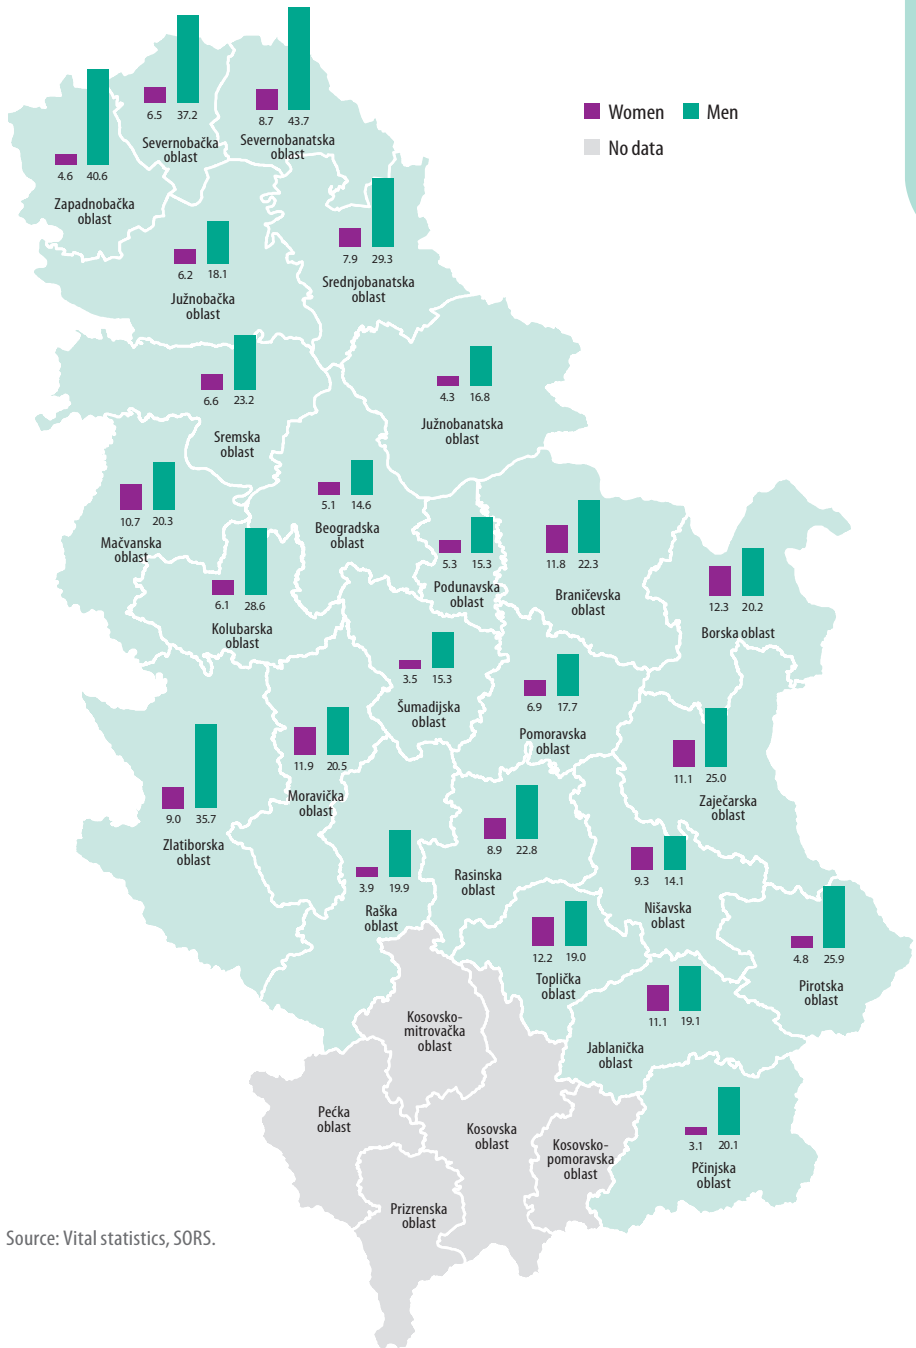 Women Men
No data
6.5 37.2
Severnobačka
oblast
8.7 43.7
Severnobanatska
oblast
4.6 40.6
Zapadnobačka
oblast
7.9 29.3
Srednjobanatska
oblast
6.2 18.1
Južnobačka
oblast
6.6 23.2
Sremska
oblast
4.3 16.8
Južnobanatska
oblast
10.7 20.3
Mačvanska
oblast
5.1 14.6
Beogradska
oblast
5.3 15.3
Podunavska
oblast
11.8 22.3
Braničevska
oblast
12.3 20.2
Borska oblast
6.1 28.6
Kolubarska
oblast
3.5 15.3
Šumadijska
oblast
6.9 17.7
Pomoravska
oblast
11.9 20.5
Moravička
oblast
11.1 25.0
Zaječarska
oblast
9.0 35.7
Zlatiborska
oblast
8.9 22.8
Rasinska
oblast
3.9 19.9
Raška
oblast
9.3 14.1
Nišavska
oblast
12.2 19.0
Toplička
oblast
4.8 25.9
Pirotska
oblast
11.1 19.1
Jablanička
oblast
Kosovsko-
mitrovačka
oblast
Pećka
oblast
Kosovska
oblast
Kosovsko-
pomoravska
oblast
3.1 20.1
Pčinjska
oblast
Prizrenska
oblast
Source: Vital statistics, SORS.